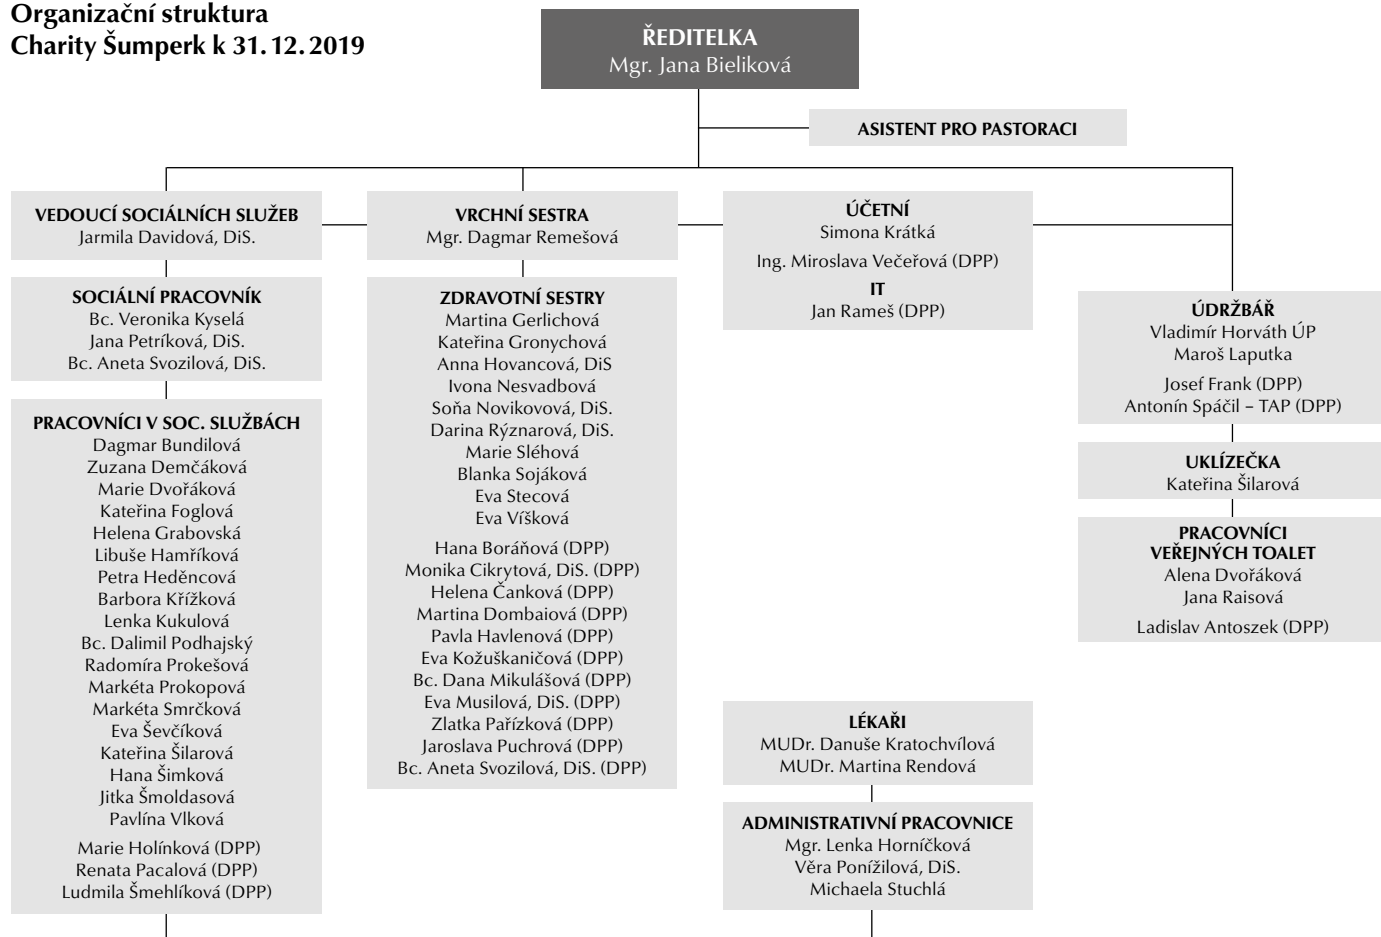 Organizační struktura
Charity Šumperk k 31. 12. 2019
ŘEDITELKA
Mgr. Jana Bieliková
ASISTENT PRO PASTORACI
VEDOUCÍ SOCIÁLNÍCH SLUŽEB
Jarmila Davidová, DiS.
SOCIÁLNÍ PRACOVNÍK
Bc. Veronika Kyselá
Jana Petríková, DiS.
Bc. Aneta Svozilová, DiS.
PRACOVNÍCI V SOC. SLUŽBÁCH
Dagmar Bundilová
Zuzana Demčáková
Marie Dvořáková
Kateřina Foglová
Helena Grabovská
Libuše Hamříková
Petra Heděncová
Barbora Křížková
Lenka Kukulová
Bc. Dalimil Podhajský
Radomíra Prokešová
Markéta Prokopová
Markéta Smrčková
Eva Ševčíková
Kateřina Šilarová
Hana Šimková
Jitka Šmoldasová
Pavlína Vlková
Marie Holínková (DPP)
Renata Pacalová (DPP)
Ludmila Šmehlíková (DPP)
VRCHNÍ SESTRA
Mgr. Dagmar Remešová
ZDRAVOTNÍ SESTRY
Martina Gerlichová
Kateřina Gronychová
Anna Hovancová, DiS
Ivona Nesvadbová
Soňa Novikovová, DiS.
Darina Rýznarová, DiS.
Marie Sléhová
Blanka Sojáková
Eva Stecová
Eva Víšková
Hana Boráňová (DPP)
Monika Cikrytová, DiS. (DPP)
Helena Čanková (DPP)
Martina Dombaiová (DPP)
Pavla Havlenová (DPP)
Eva Kožuškaničová (DPP)
Bc. Dana Mikulášová (DPP)
Eva Musilová, DiS. (DPP)
Zlatka Pařízková (DPP)
Jaroslava Puchrová (DPP)
Bc. Aneta Svozilová, DiS. (DPP)
ÚČETNÍ
Simona Krátká
Ing. Miroslava Večeřová (DPP)
IT
Jan Rameš (DPP)
LÉKAŘI
MUDr. Danuše Kratochvílová
MUDr. Martina Rendová
ADMINISTRATIVNÍ PRACOVNICE
Mgr. Lenka Horníčková
Věra Ponížilová, DiS.
Michaela Stuchlá
ÚDRŽBÁŘ
Vladimír Horváth ÚP
Maroš Laputka
Josef Frank (DPP)
Antonín Spáčil – TAP (DPP)
UKLÍZEČKA
Kateřina Šilarová
PRACOVNÍCI
VEŘEJNÝCH TOALET
Alena Dvořáková
Jana Raisová
Ladislav Antoszek (DPP)